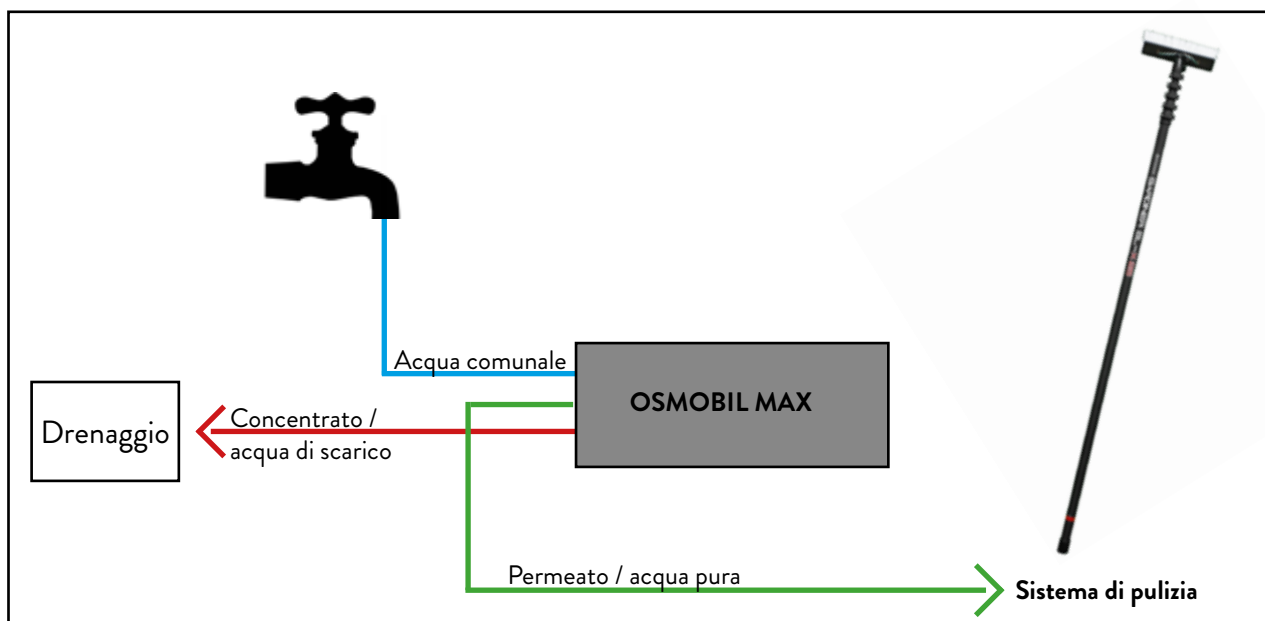 Acqua comunale
OSMOBIL MAX
Drenaggio
Concentrato /
acqua di scarico
Permeato / acqua pura
Sistema di pulizia